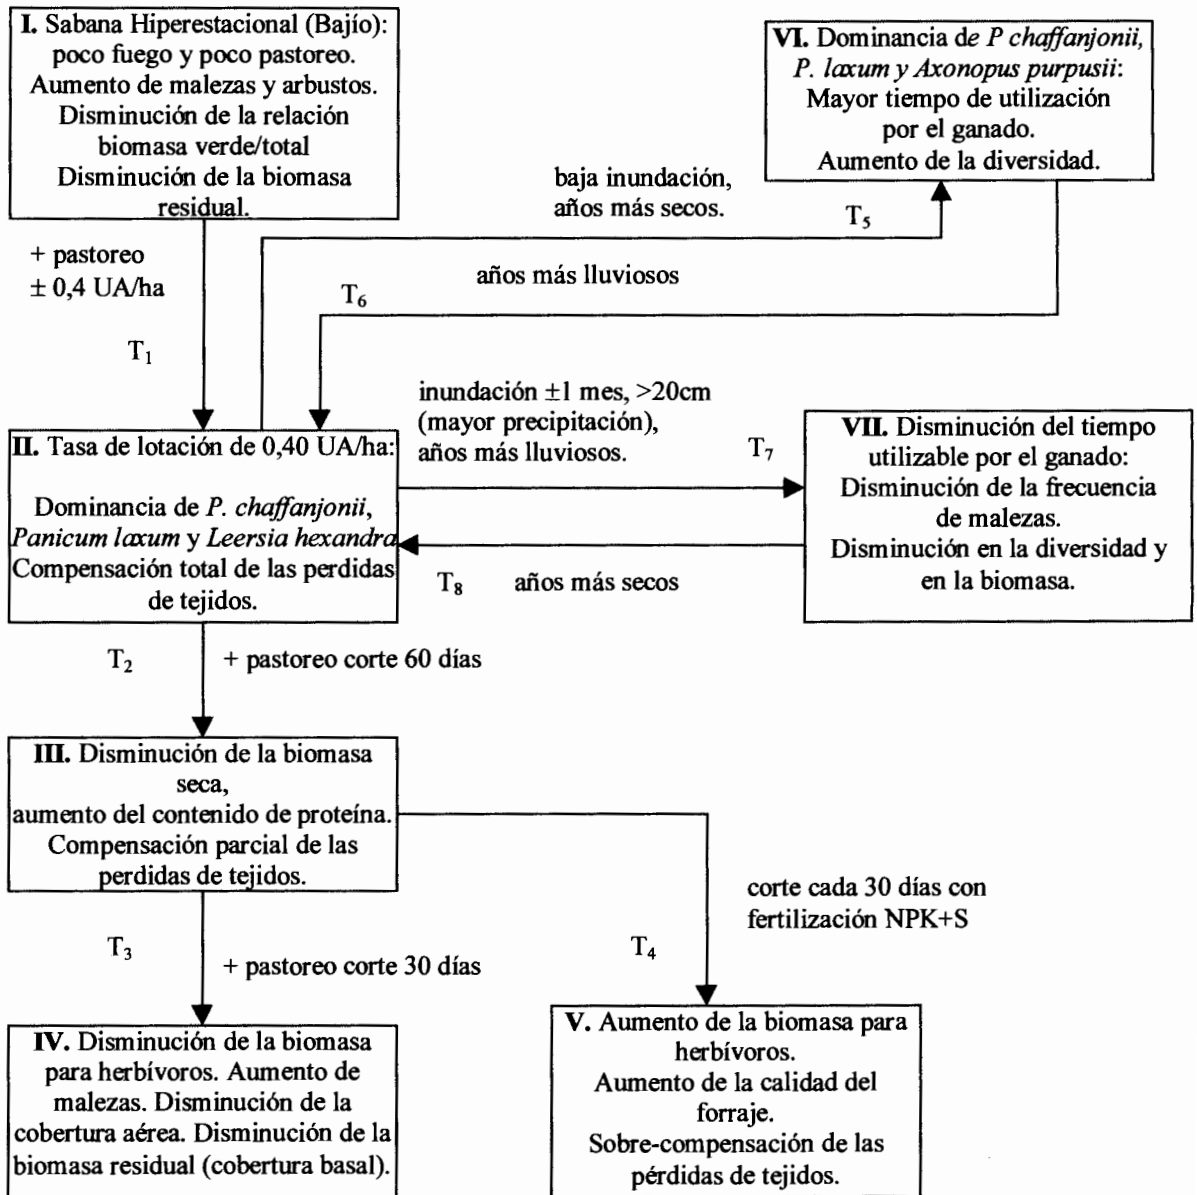 I. Sabana Hiperestacional (Bajío):
poco fuego y poco pastoreo.
Aumento de malezas y arbustos.
Disminución de la relación
biomasa verde/total
Disminución de la biomasa
residual.
VI. Dominancia de P chaffanjonii,
P. laxum y Axonopus purpusii:
Mayor tiempo de utilización
por el ganado.
Aumento de la diversidad.
baja inundación,
años más secos.
T5
+ pastoreo
± 0,4 UA/ha
T1
años más lluviosos
T6
inundación ±1 mes, >20cm
(mayor precipitación),
años más lluviosos.
T7
II. Tasa de lotación de 0,40 UA/ha:
Dominancia de P. chaffanjonii,
Panicum laxum y Leersia hexandra
Compensación total de las perdidas
de tejidos.
VII. Disminución del tiempo
utilizable por el ganado:
Disminución de la frecuencia
de malezas.
Disminución en la diversidad y
en la biomasa.
T8
años más secos
T2
+ pastoreo corte 60 días
III. Disminución de la biomasa
seca,
aumento del contenido de proteína.
Compensación parcial de las
perdidas de tejidos.
T3
+ pastoreo corte 30 días
T4
corte cada 30 días con
fertilización NPK+S
IV. Disminución de la biomasa
para herbívoros. Aumento de
malezas. Disminución de la
cobertura aérea. Disminución de la
biomasa residual (cobertura basal).
V. Aumento de la biomasa para
herbívoros.
Aumento de la calidad del
forraje.
Sobre-compensación de las
pérdidas de tejidos.